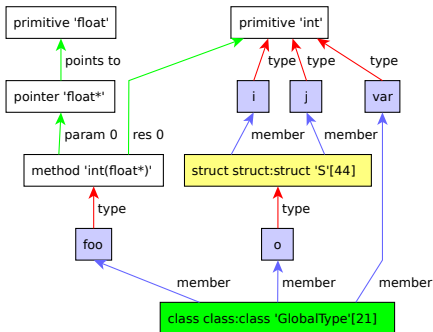 primitive 'float'
primitive 'int'
points to
type
type
type
pointer 'float*'
i
j
var
param 0
res 0
member
member
method 'int(float*)'
struct struct:struct 'S'[44]
type
type
foo
o
member
member
member
class class:class 'GlobalType'[21]